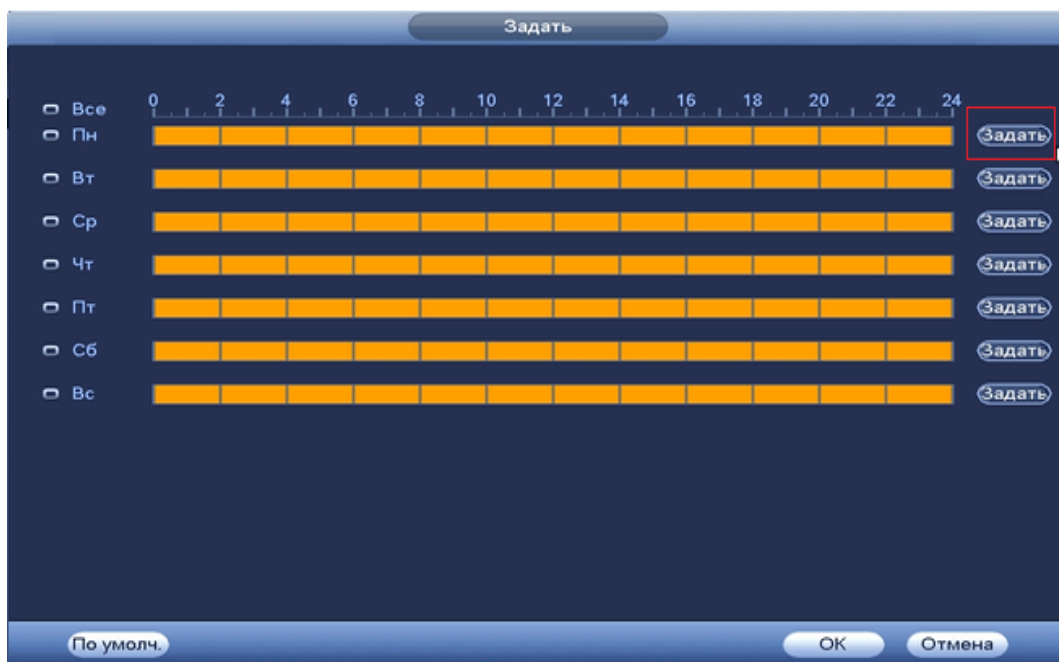 Задать
Все 0 2 4 6 8 10 12 14 16 18 20 22 24
Пн Задать
Вт Задать
Ср Задать
Чт Задать
Пт Задать
Сб Задать
Вс Задать
По умолч. OK Отмена